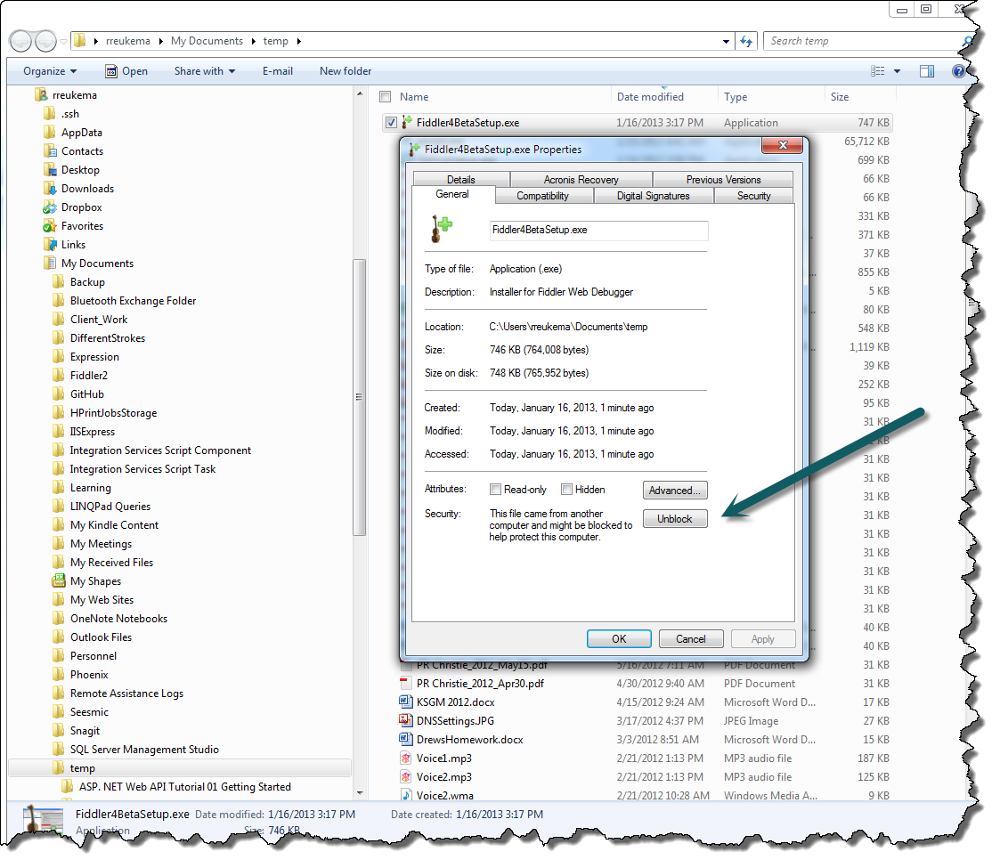 rreukema My Documents temp
Search temp
Organize Open Share with E-mail New folder
rreukema
.ssh
AppData
Contacts
Desktop
Downloads
Dropbox
Favorites
Links
My Documents
Backup
Bluetooth Exchange Folder
Client_Work
DifferentStrokes
Expression
Fiddler2
GitHub
HPrintJobsStorage
IISExpress
Integration Services Script Component
Integration Services Script Task
Learning
LINQPad Queries
My Kindle Content
My Meetings
My Received Files
My Shapes
My Web Sites
OneNote Notebooks
Outlook Files
Personnel
Phoenix
Remote Assistance Logs
Seesmic
Snagit
SQL Server Management Studio
temp
ASP. NET Web API Tutorial 01 Getting Started
Name Date modified Type Size
Fiddler4BetaSetup.exe 1/16/2013 3:17 PM Application 747 KB
65,712 KB
699 KB
66 KB
66 KB
331 KB
371 KB
37 KB
855 KB
5 KB
80 KB
548 KB
1,119 KB
39 KB
252 KB
95 KB
31 KB
KB
31 KB
31 KB
31 KB
31 KB
31 KB
31 KB
31 KB
31 KB
31 KB
40 KB
40 KB
Fiddler4BetaSetup.exe Properties
Details Acronis Recovery Previous Versions
General Compatibility Digital Signatures Security
Fiddler4BetaSetup.exe
Type of file: Application (.exe)
Description: Installer for Fiddler Web Debugger
Location: C:\Users\rreukema\Documents\temp
Size: 746 KB (764,008 bytes)
Size on disk: 748 KB (765,952 bytes)
Created: Today, January 16, 2013, 1 minute ago
Modified: Today, January 16, 2013, 1 minute ago
Accessed: Today, January 16, 2013, 1 minute ago
Attributes: Read-only Hidden Advanced...
Security: This file came from another
computer and might be blocked to
help protect this computer.
Unblock
OK Cancel Apply
PR Christie_2012_May15.pdf 5/16/2012 7:11 AM PDF Document 31 KB
PR Christie_2012_Apr30.pdf 4/30/2012 9:40 AM PDF Document 31 KB
KSGM 2012.docx 4/15/2012 9:24 AM Microsoft Word D... 17 KB
DNSSettings.JPG 3/17/2012 4:37 PM JPEG Image 27 KB
DrewsHomework.docx 3/3/2012 8:51 AM Microsoft Word D... 15 KB
Voice1.mp3 2/21/2012 1:13 PM MP3 audio file 187 KB
Voice2.mp3 2/21/2012 1:13 PM MP3 audio file 125 KB
Voice2.wma 2/21/2012 10:28 AM Windows Media A... 9 KB
Fiddler4BetaSetup.exe Date modified: 1/16/2013 3:17 PM Date created: 1/16/2013 3:17 PM
Application Size: 746 KB